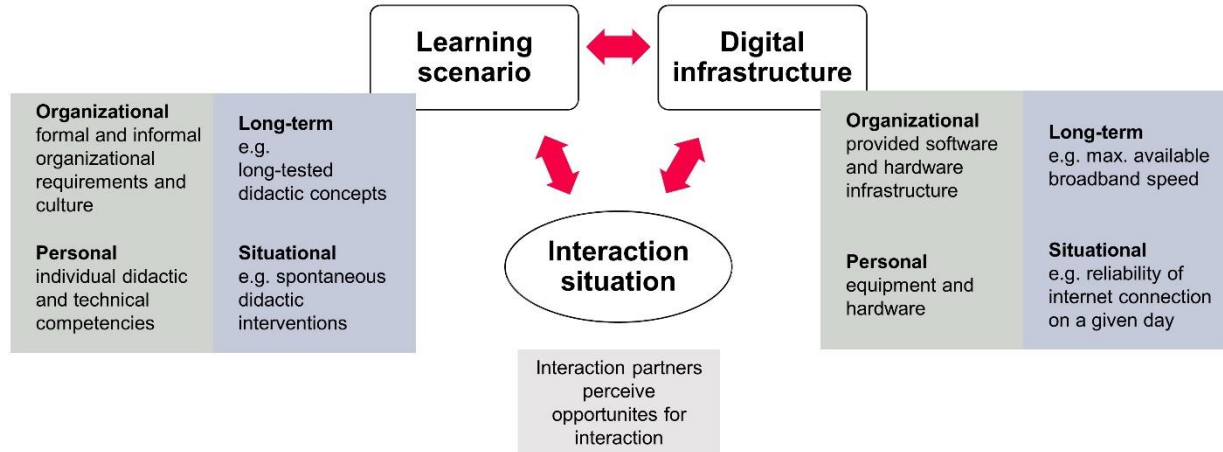 Learning
scenario
Digital
infrastructure
Organizational
formal and informal
organizational
requirements and
culture
Long-term
e.g.
long-tested
didactic concepts
Personal
individual didactic
and technical
competencies
Situational
e.g. spontaneous
didactic
interventions
Interaction
situation
Interaction partners
perceive
opportunites for
interaction
Organizational
provided software
and hardware
infrastructure
Long-term
e.g. max. available
broadband speed
Personal
equipment and
hardware
Situational
e.g. reliability of
internet connection
on a given day